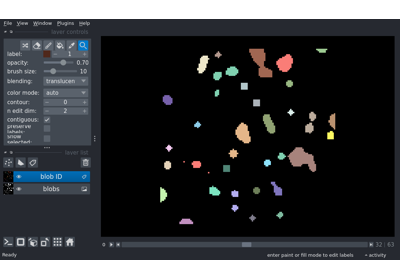 File View Window Plugins Help
layer controls
label: 1
opacity: 0.70
brush size: 10
blending: translucen
color mode: auto
contour: 0
n edit dim: 2
contiguous:
preserve labels:
show selected:
layer list
blob ID
blobs
0 32 63
Ready
enter paint or fill mode to edit labels
activity